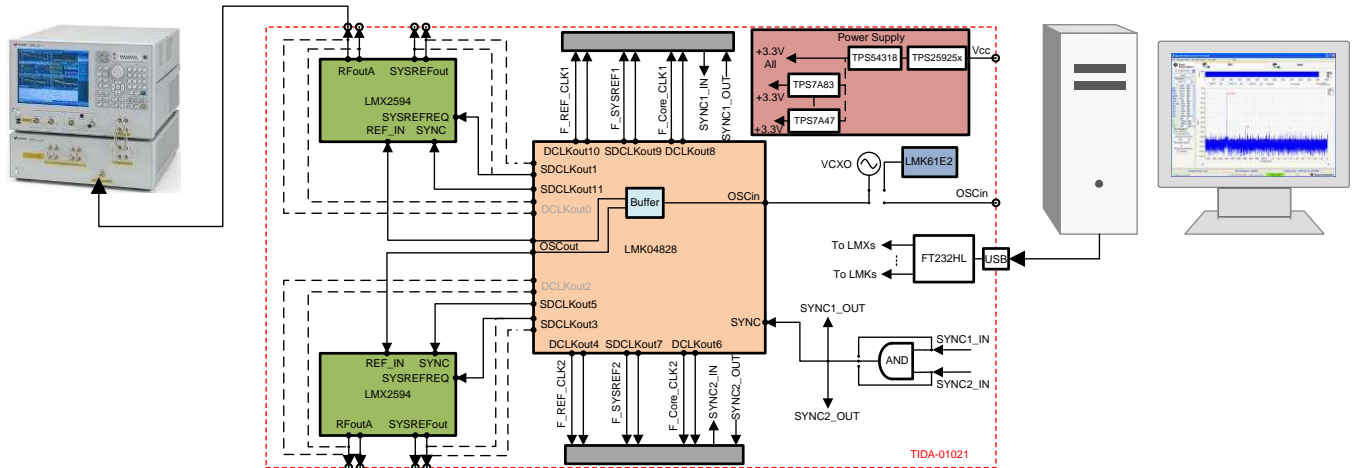 RFoutA SYSREFout
LMX2594
SYSREFREQ
REF_IN SYNC
F_REF_CLK1
F_SYSREF1
F_Core_CLK1
SYNC1_IN
SYNC1_OUT
Power Supply
+3.3V
All
TPS54318
TPS25925x
Vcc
TPS7A83
+3.3V
TPS7A47
+3.3V
DCLKout10 SDCLKout9 DCLKout8
SDCLKout1
SDCLKout11
DCLKout0
Buffer
OSCin
OSCout
LMK04828
DCLKout2
SDCLKout5
SDCLKout3
SYNC
DCLKout4 SDCLKout7 DCLKout6
VCXO
LMK61E2
OSCin
To LMXs
To LMKs
FT232HL
USB
SYNC1_OUT
SYNC1_IN
AND
SYNC2_IN
SYNC2_OUT
REF_IN SYNC
SYSREFREQ
LMX2594
RFoutA SYSREFout
F_REF_CLK2
F_SYSREF2
F_Core_CLK2
SYNC2_IN
SYNC2_OUT
TIDA-01021